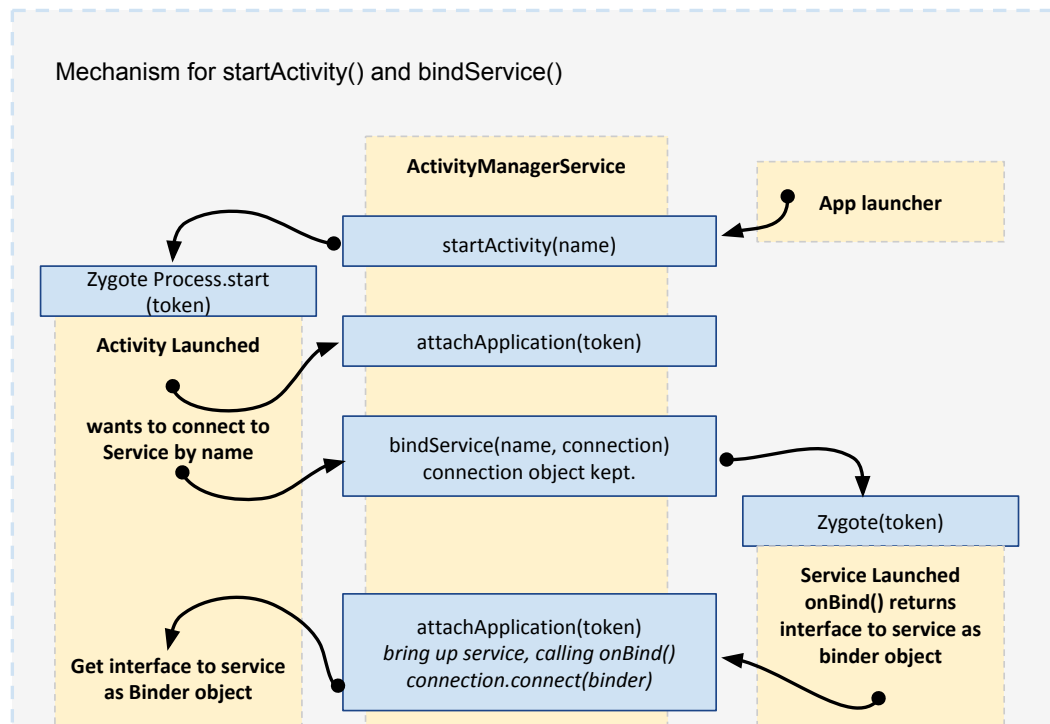 Mechanism for startActivity() and bindService()
ActivityManagerService
App launcher
startActivity(name)
Zygote Process.start
(token)
Activity Launched
attachApplication(token)
wants to connect to
Service by name
bindService(name, connection)
connection object kept.
Zygote(token)
Service Launched
onBind() returns
interface to service as
binder object
attachApplication(token)
bring up service, calling onBind()
connection.connect(binder)
Get interface to service
as Binder object